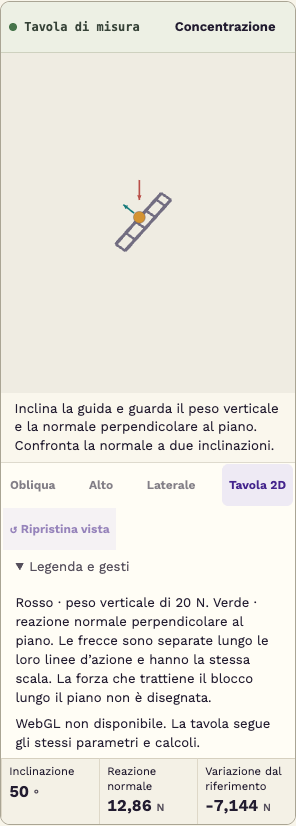 Tavola di misura
Concentrazione
Inclina la guida e guarda il peso verticale
e la normale perpendicolare al piano.
Confronta la normale a due inclinazioni.
Obliqua
Alto
Laterale
Tavola 2D
↺ Ripristina vista
▼ Legenda e gesti
Rosso · peso verticale di 20 N. Verde ·
reazione normale perpendicolare al
piano. Le frecce sono separate lungo le
loro linee d’azione e hanno la stessa
scala. La forza che trattiene il blocco
lungo il piano non è disegnata.
WebGL non disponibile. La tavola segue
gli stessi parametri e calcoli.
Inclinazione
50 °
Reazione
normale
12,86 N
Variazione dal
riferimento
-7,144 N